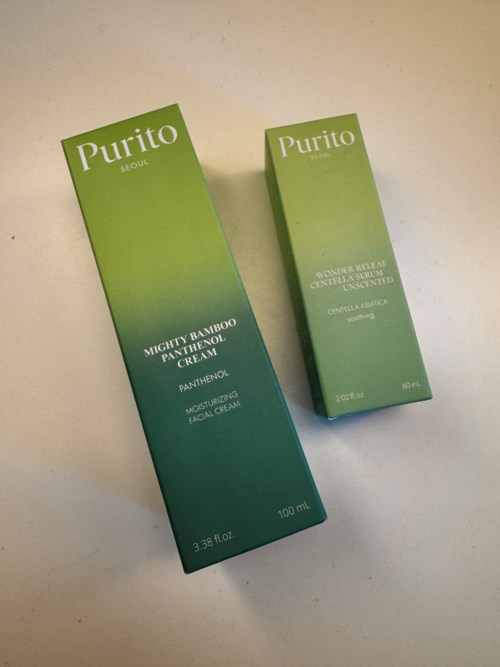 Purito
SEOUL
MIGHTY BAMBOO
PANTHENOL
CREAM
PANTHENOL
MOISTURIZING
FACIAL CREAM
3.38 fl.oz.
100 mL
Purito
SEOUL
WONDER RELEAF
CENTELLA SERUM
UNSCENTED
CENTELLA ASIATICA
soothing
2.02 fl.oz.
60 mL